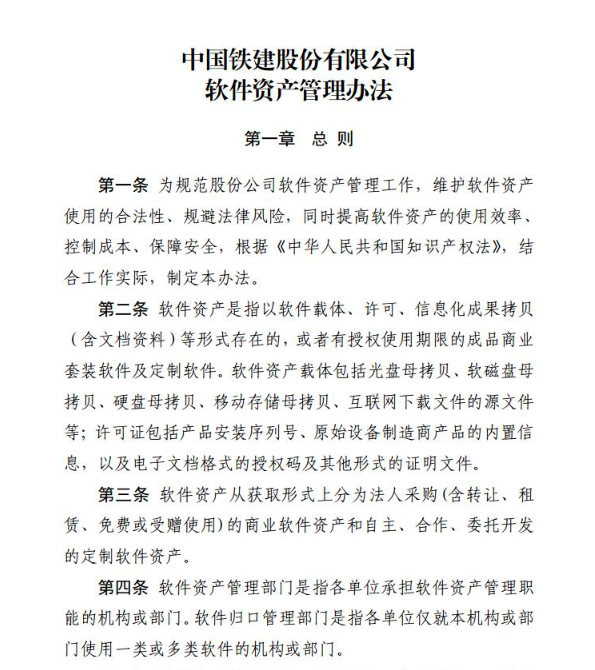 中国铁建股份有限公司
软件资产管理办法
第一章 总 则
第一条 为规范股份公司软件资产管理工作，维护软件资产
使用的合法性、规避法律风险，同时提高软件资产的使用效率、
控制成本、保障安全，根据《中华人民共和国知识产权法》，结
合工作实际，制定本办法。
第二条 软件资产是指以软件载体、许可、信息化成果拷贝
（含文档资料）等形式存在的，或者有授权使用期限的成品商业
套装软件及定制软件。软件资产载体包括光盘母拷贝、软磁盘母
拷贝、硬盘母拷贝、移动存储母拷贝、互联网下载文件的源文件
等；许可证包括产品安装序列号、原始设备制造商产品的内置信
息，以及电子文档格式的授权码及其他形式的证明文件。
第三条 软件资产从获取形式上分为法人采购(含转让、租
赁、免费或受赠使用)的商业软件资产和自主、合作、委托开发
的定制软件资产。
第四条 软件资产管理部门是指各单位承担软件资产管理职
能的机构或部门。软件归口管理部门是指各单位仅就本机构或部
门使用一类或多类软件的机构或部门。